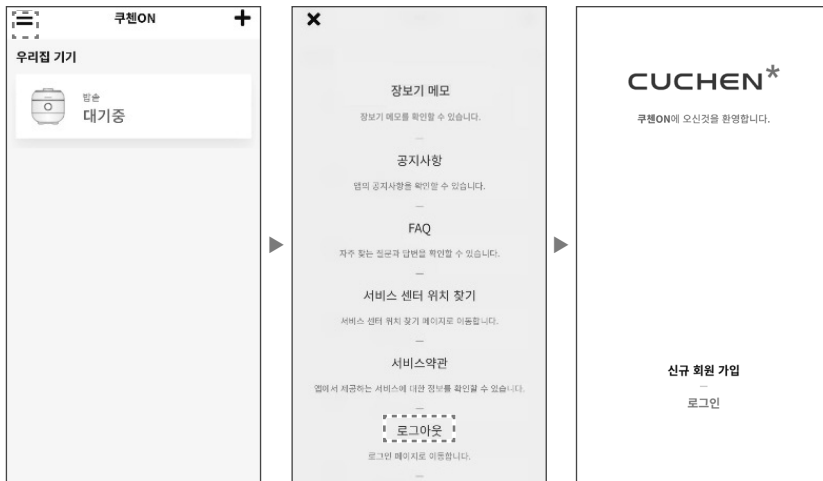 쿠첸ON
우리집 기기
밥솥
대기중
장보기 메모
장보기 메모를 확인할 수 있습니다.
공지사항
앱의 공지사항을 확인할 수 있습니다.
FAQ
자주 찾는 질문과 답변을 확인할 수 있습니다.
서비스 센터 위치 찾기
서비스 센터 위치 찾기 페이지로 이동합니다.
서비스약관
앱에서 제공하는 서비스에 대한 정보를 확인할 수 있습니다.
로그아웃
로그인 페이지로 이동합니다.
CUCHEN*
쿠첸ON에 오신것을 환영합니다.
신규 회원 가입
로그인